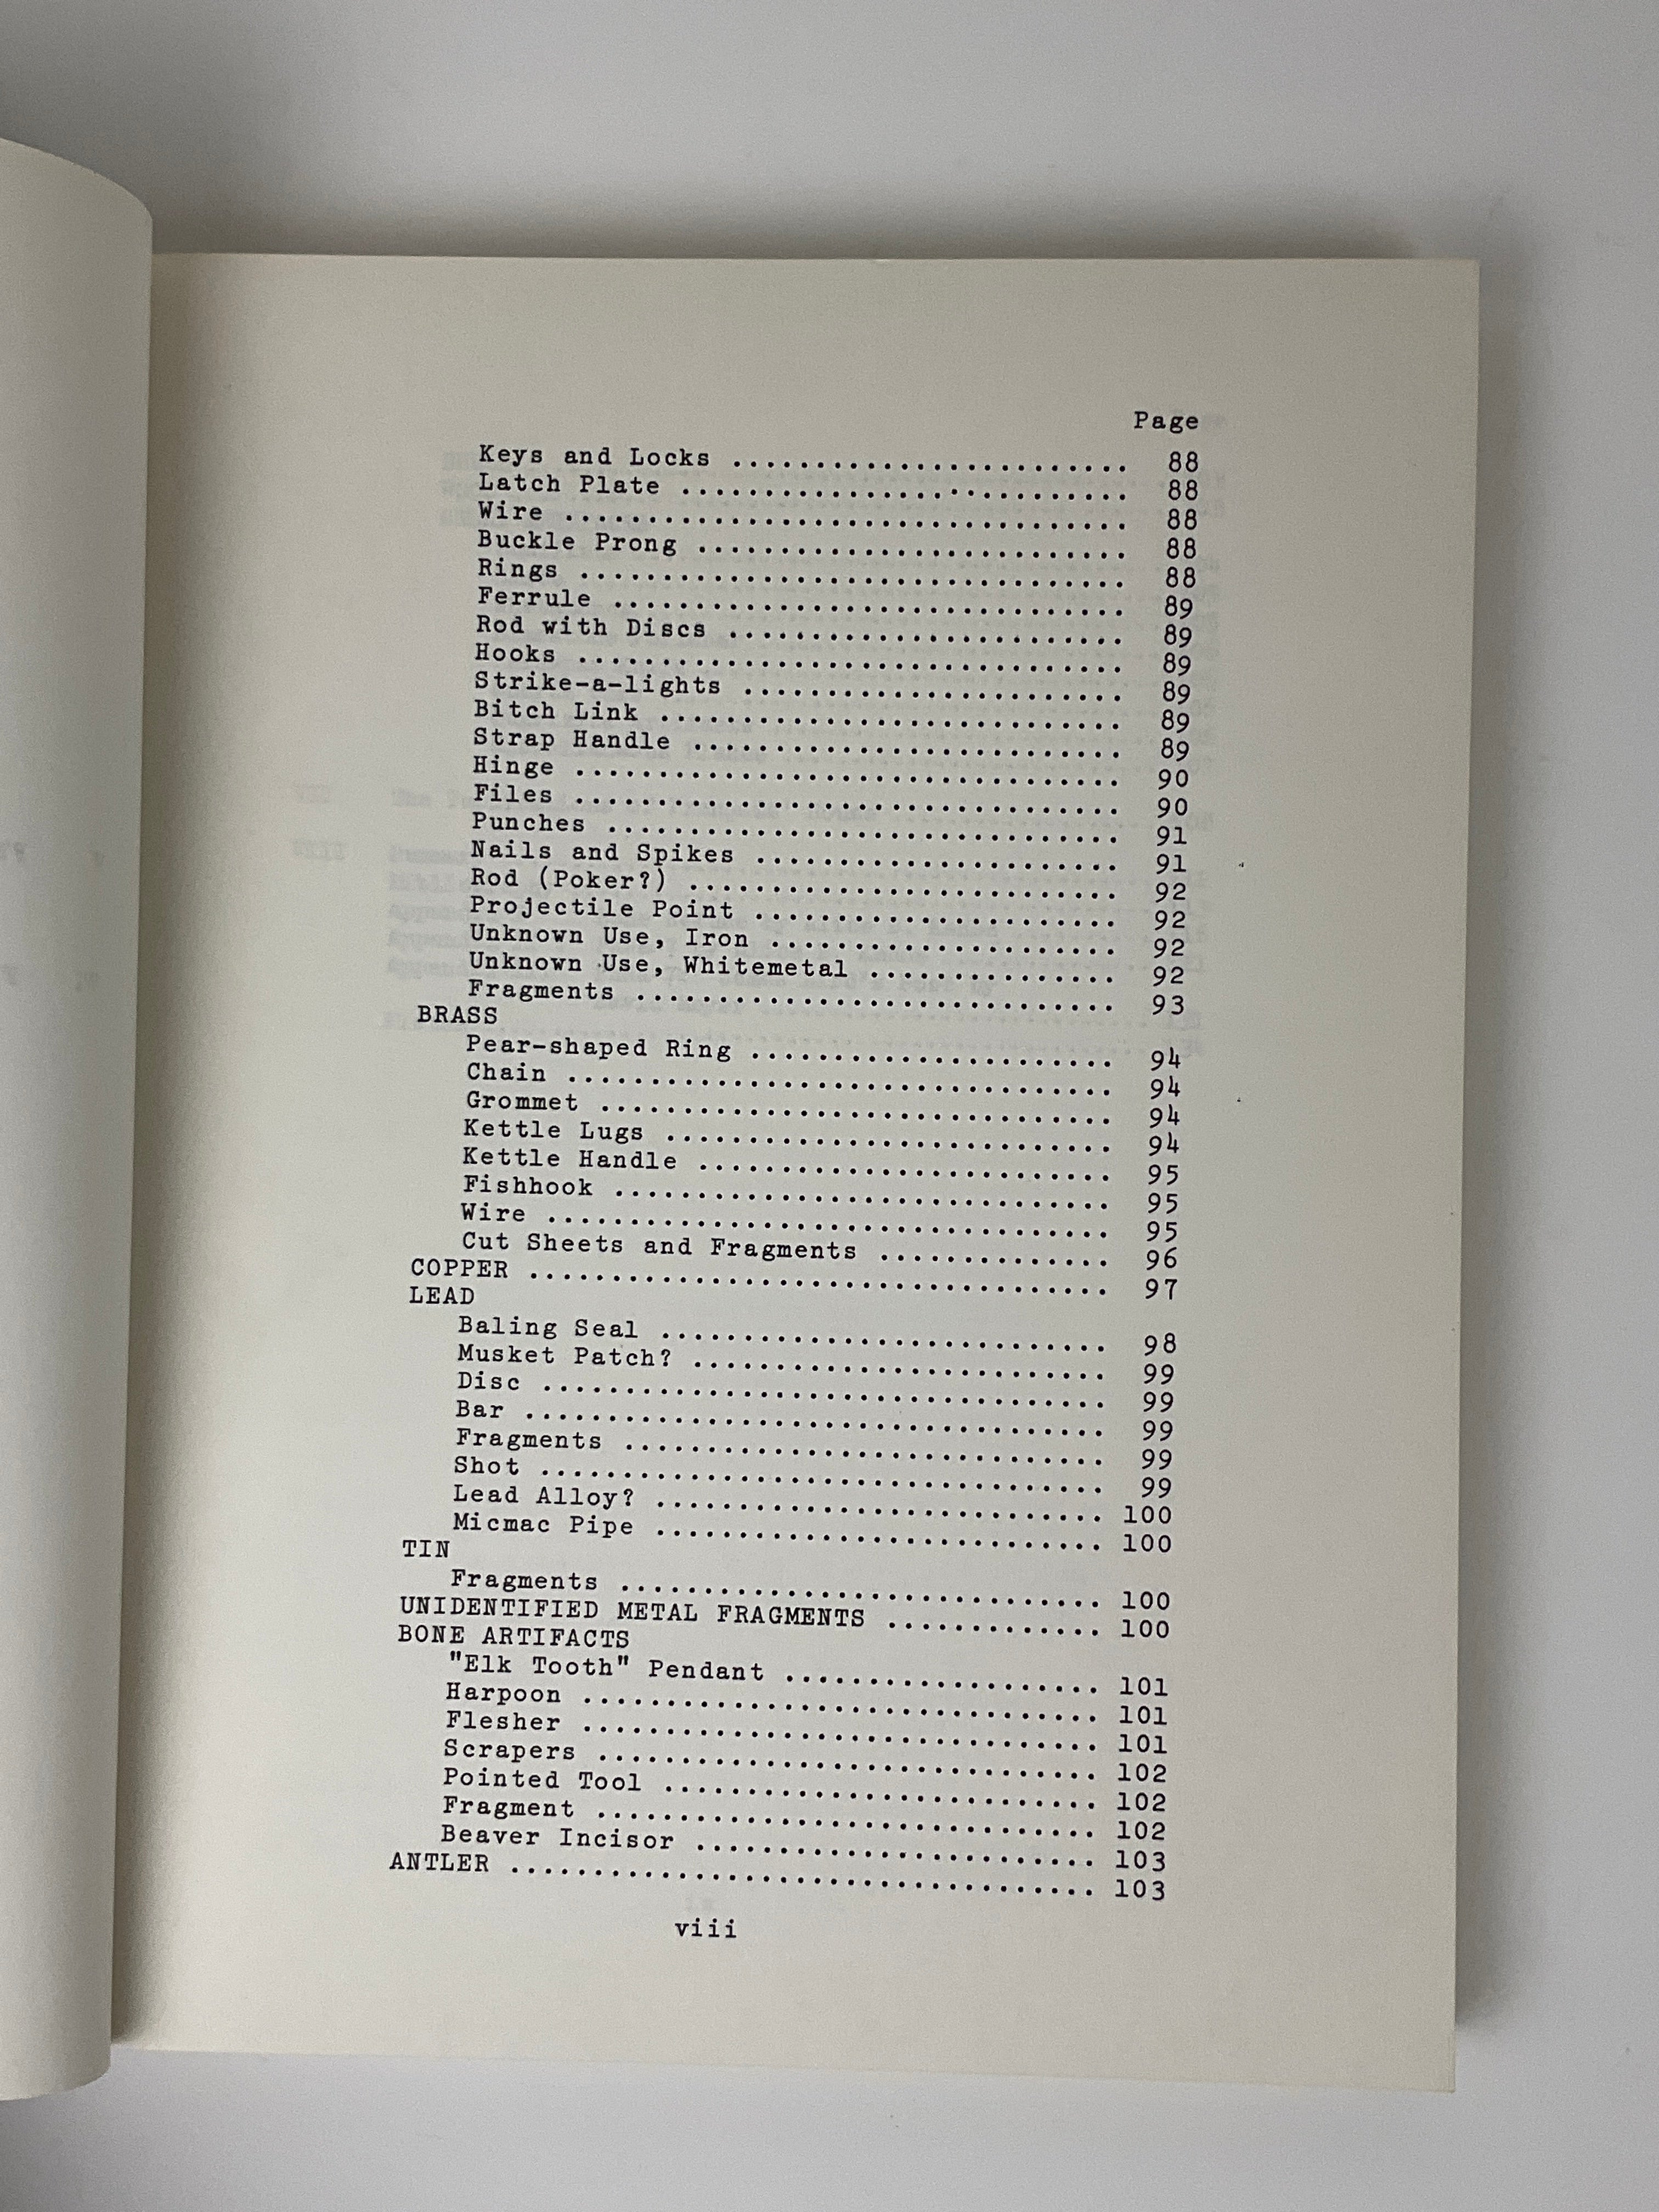 Page
Keys and Locks ........................ 88
Latch Plate ........................... 88
Wire .................................. 88
Buckle Prong .......................... 88
Rings ................................. 88
Ferrule ............................... 89
Rod with Discs ........................ 89
Hooks ................................. 89
Strike-a-lights ....................... 89
Bitch Link ............................ 89
Strap Handle .......................... 89
Hinge ................................. 90
Files ................................. 90
Punches ............................... 91
Nails and Spikes ...................... 91
Rod (Poker?) .......................... 92
Projectile Point ...................... 92
Unknown Use, Iron ..................... 92
Unknown Use, Whitemetal ............... 92
Fragments ............................. 93
BRASS
Pear-shaped Ring ...................... 94
Chain ................................. 94
Grommet ............................... 94
Kettle Lugs ........................... 94
Kettle Handle ......................... 95
Fishhook .............................. 95
Wire .................................. 95
Cut Sheets and Fragments .............. 96
COPPER ................................... 97
LEAD
Baling Seal ........................... 98
Musket Patch? ......................... 99
Disc .................................. 99
Bar ................................... 99
Fragments ............................. 99
Shot .................................. 99
Lead Alloy? ........................... 100
Micmac Pipe ........................... 100
TIN
Fragments ............................. 100
UNIDENTIFIED METAL FRAGMENTS ............. 100
BONE ARTIFACTS
"Elk Tooth" Pendant ................... 101
Harpoon ............................... 101
Flesher ............................... 101
Scrapers .............................. 102
Pointed Tool .......................... 102
Fragment .............................. 102
Beaver Incisor ........................ 103
ANTLER ................................... 103
viii